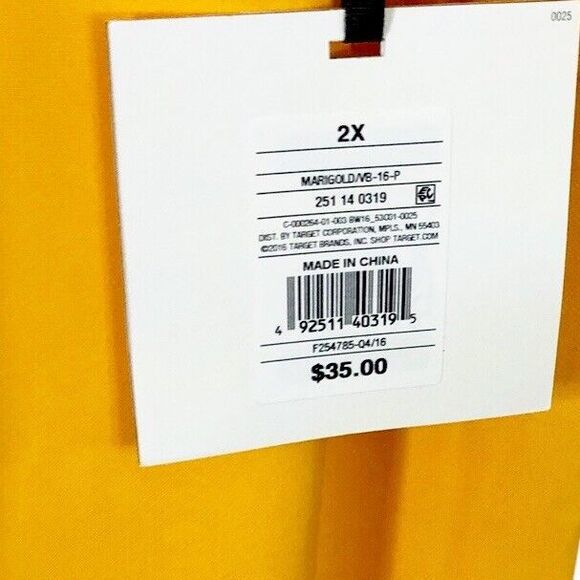 0025
2X
MARIGOLD/VB-16-P
251 14 0319
C-000264-01-003 BW16_53C01-0025
DIST. BY TARGET CORPORATION, MPLS., MN 55403
©2016 TARGET BRANDS, INC. SHOP TARGET.COM
MADE IN CHINA
4 92511 40319 5
F254785-04/16
$35.00